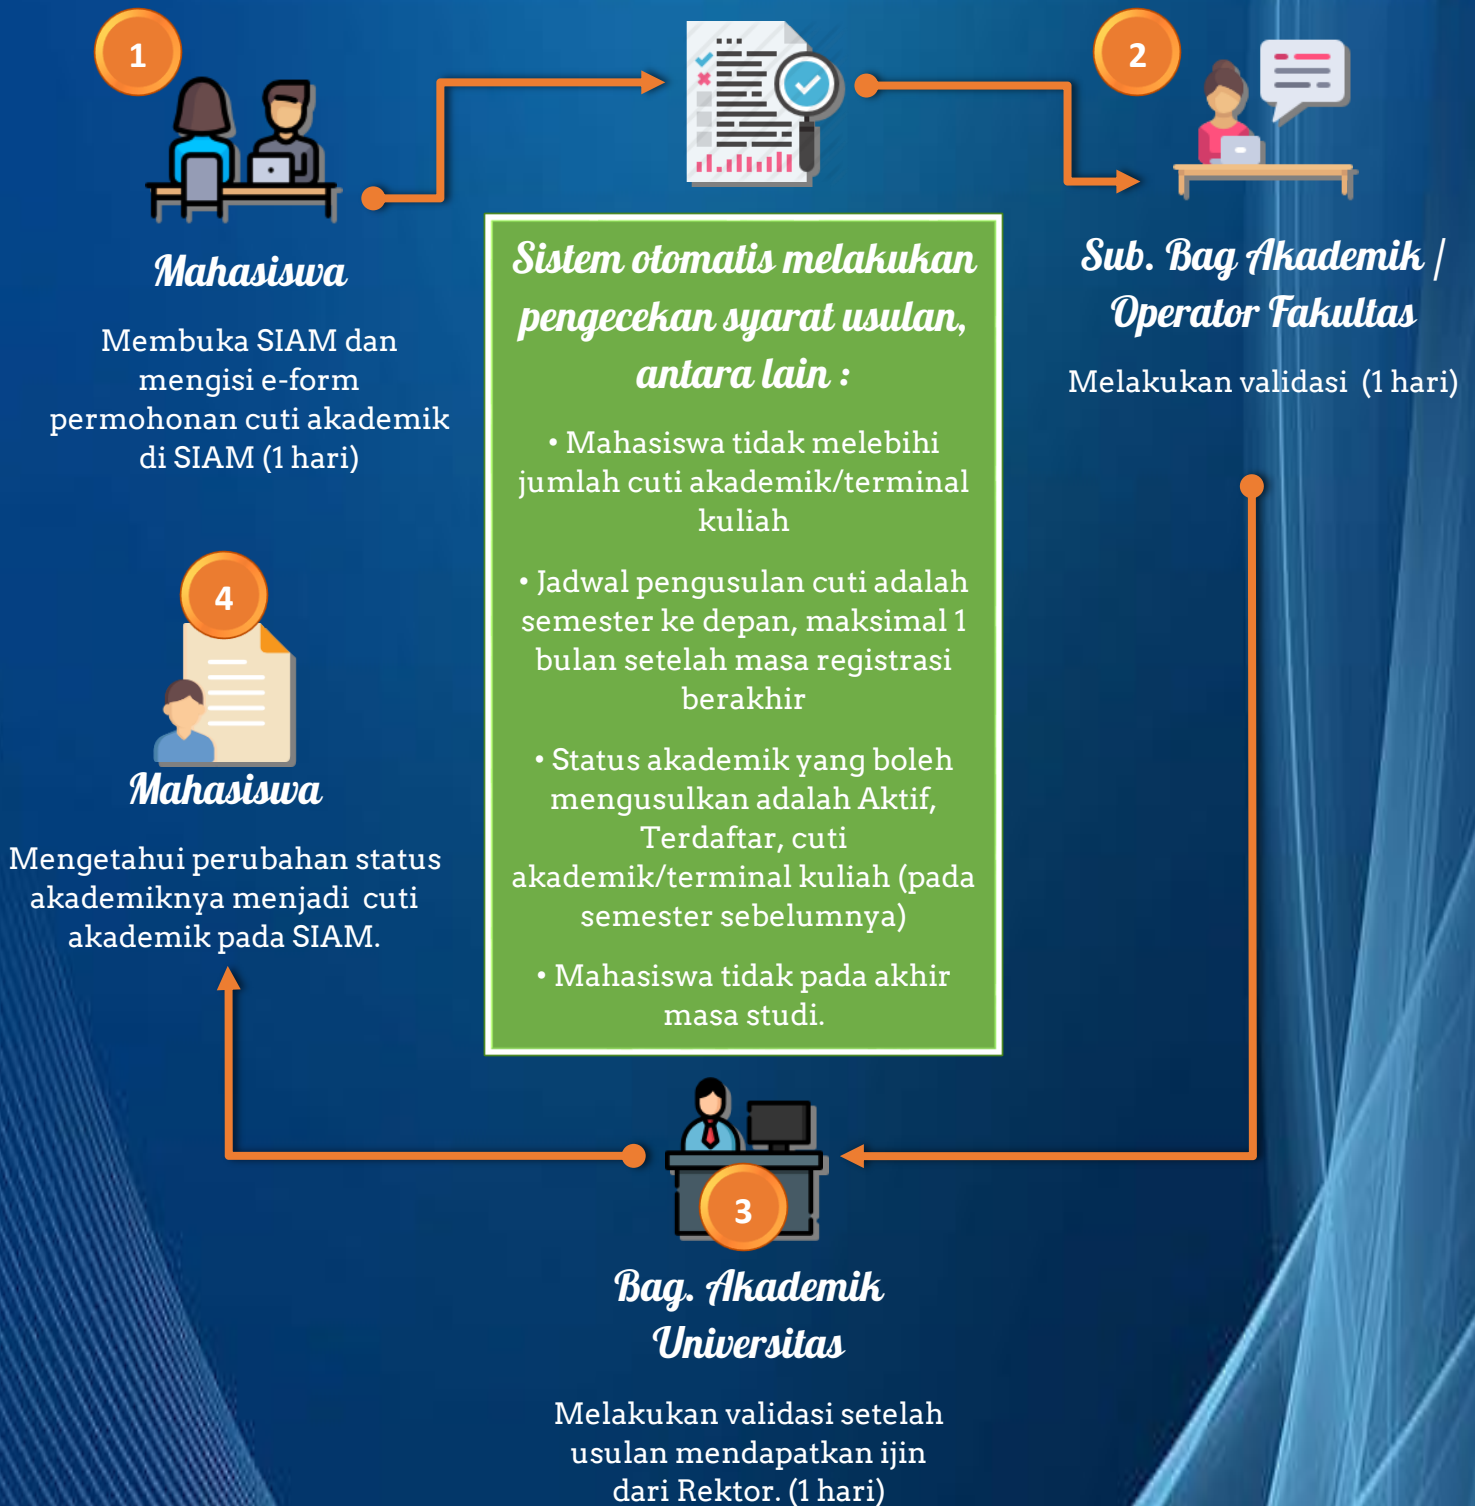 1
Mahasiswa
Membuka SIAM dan
mengisi e-form
permohonan cuti akademik
di SIAM (1 hari)
Sistem otomatis melakukan
pengecekan syarat usulan,
antara lain :
• Mahasiswa tidak melebihi
jumlah cuti akademik/terminal
kuliah
• Jadwal pengusulan cuti adalah
semester ke depan, maksimal 1
bulan setelah masa registrasi
berakhir
• Status akademik yang boleh
mengusulkan adalah Aktif,
Terdaftar, cuti
akademik/terminal kuliah (pada
semester sebelumnya)
• Mahasiswa tidak pada akhir
masa studi.
2
Sub. Bag Akademik /
Operator Fakultas
Melakukan validasi (1 hari)
3
Bag. Akademik
Universitas
Melakukan validasi setelah
usulan mendapatkan ijin
dari Rektor. (1 hari)
4
Mahasiswa
Mengetahui perubahan status
akademiknya menjadi cuti
akademik pada SIAM.